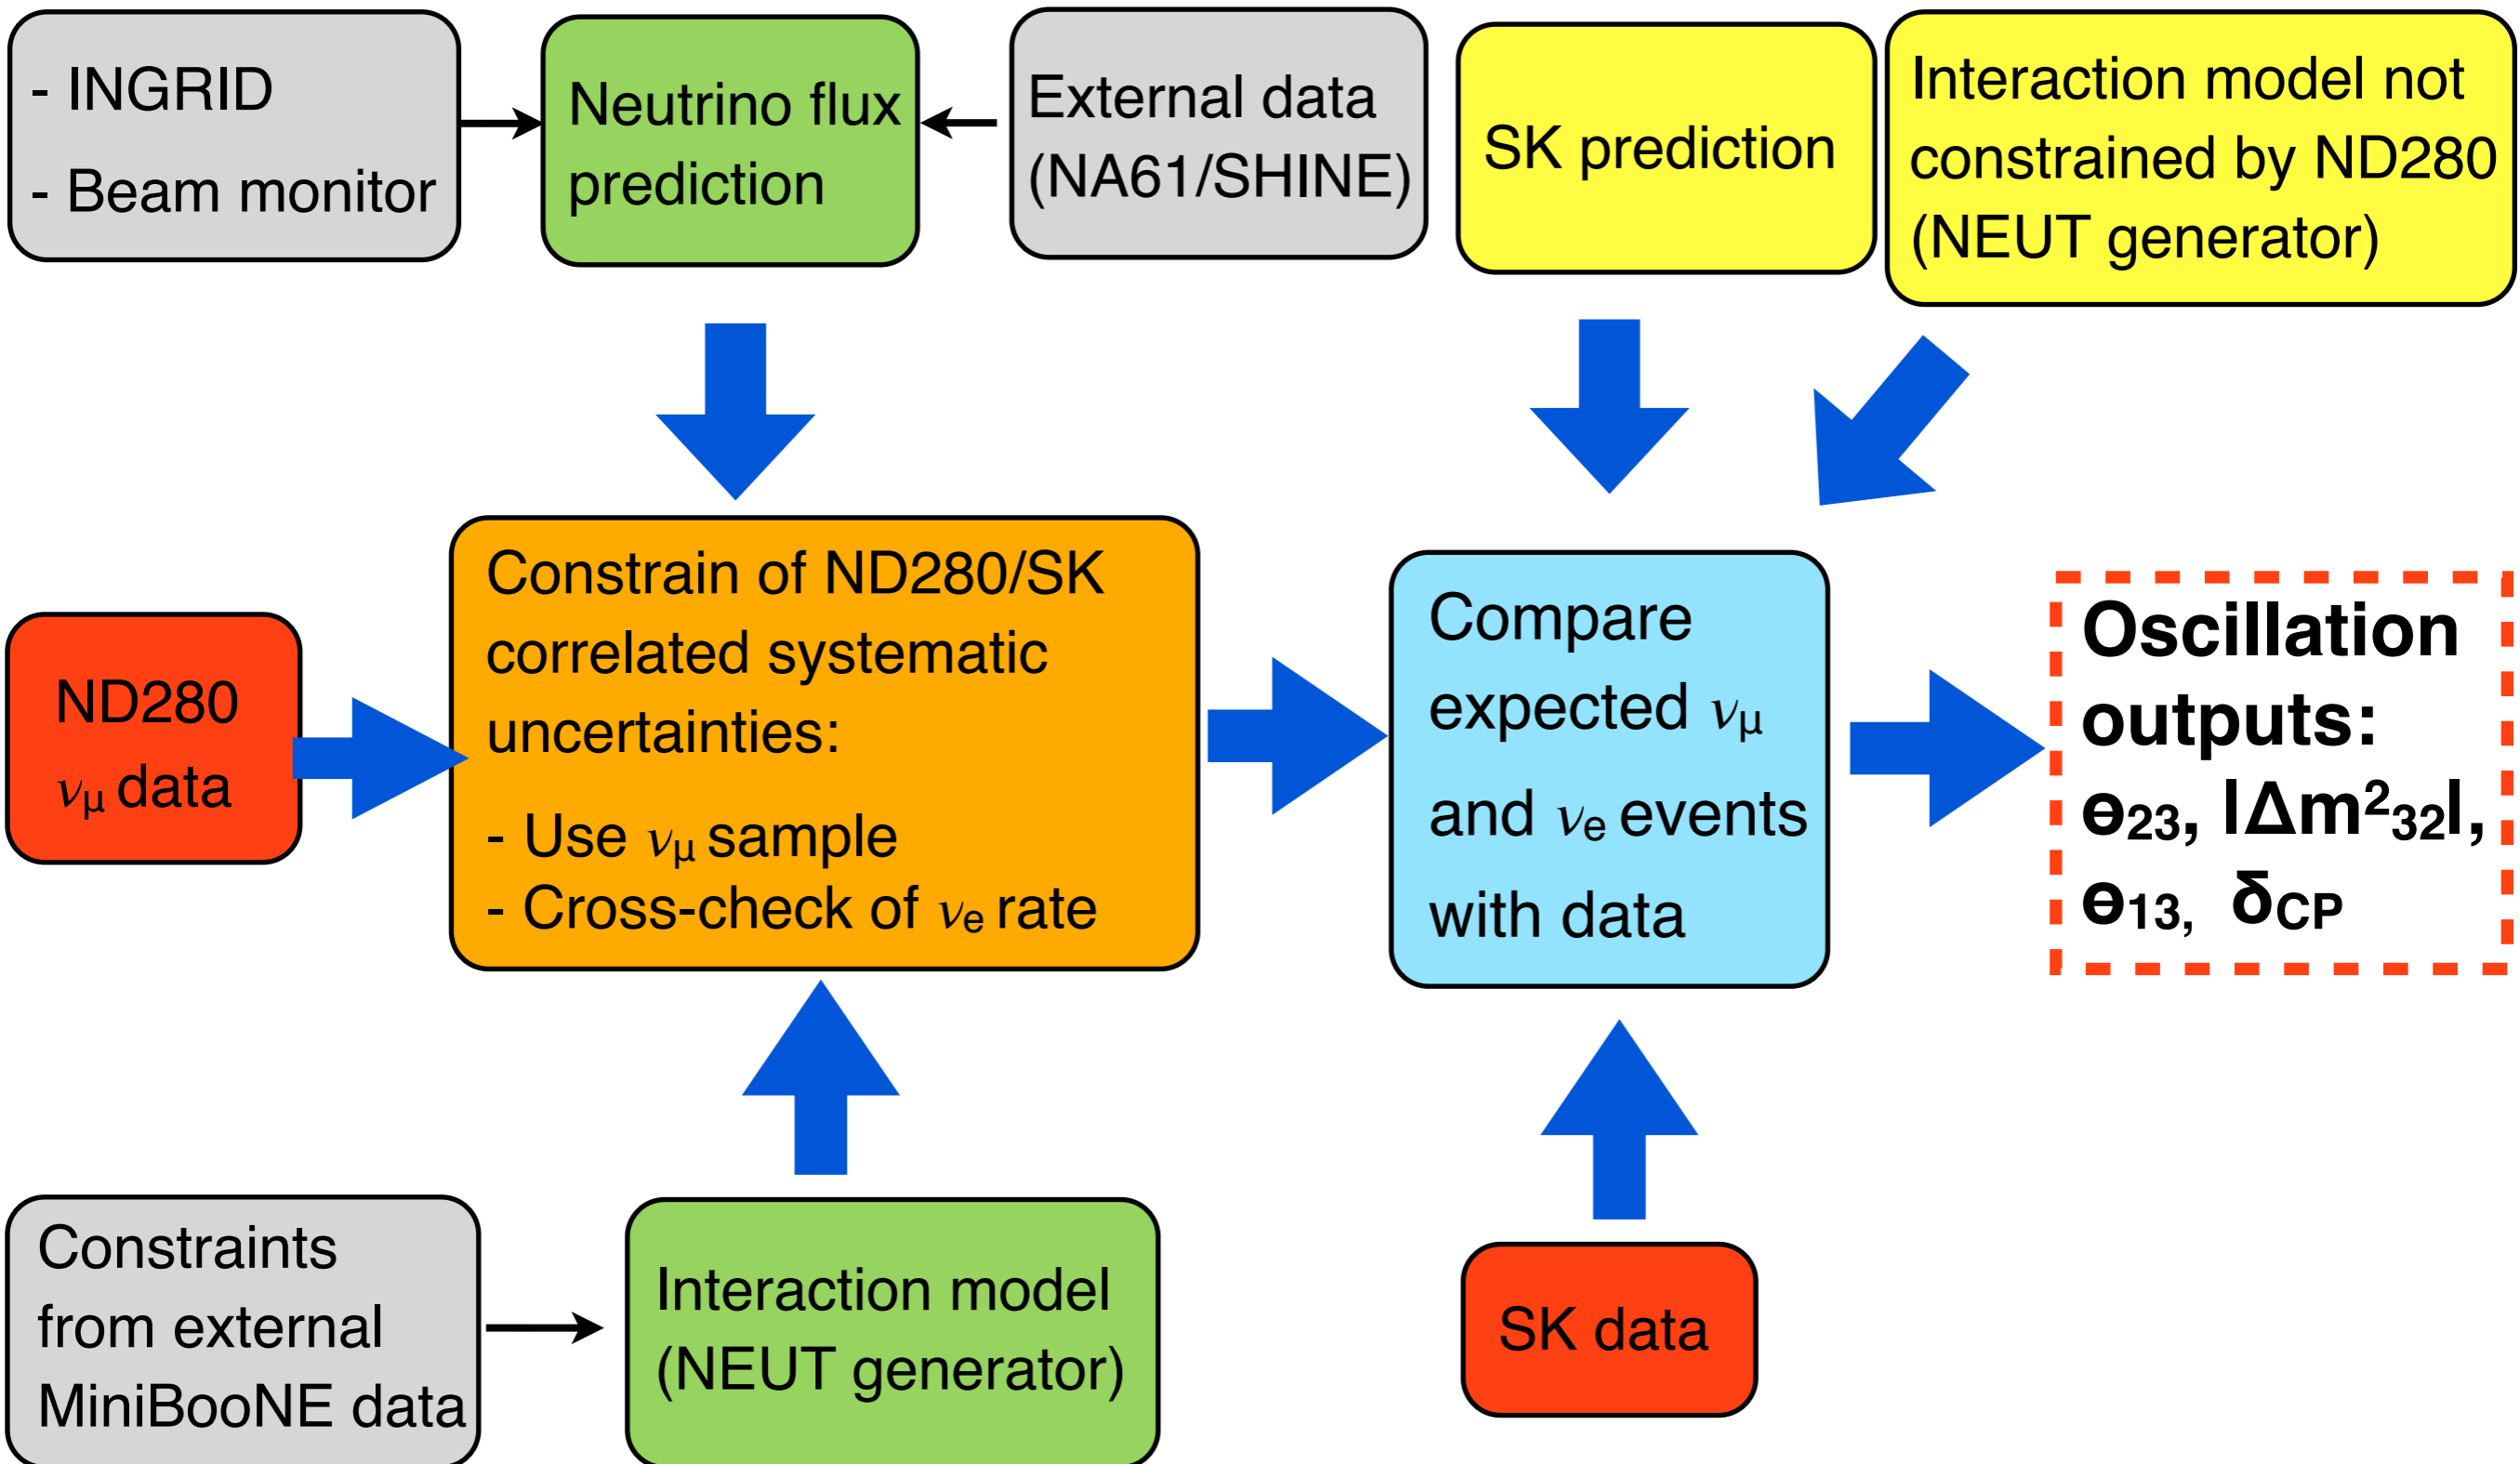 - INGRID
- Beam monitor
Neutrino flux
prediction
External data
(NA61/SHINE)
SK prediction
Interaction model not
constrained by ND280
(NEUT generator)
ND280
νμ data
Constrain of ND280/SK
correlated systematic
uncertainties:
- Use νμ sample
- Cross-check of νe rate
Compare
expected νμ
and νe events
with data
Oscillation
outputs:
ɵ23, |Δm²32|,
ɵ13, δCP
Constraints
from external
MiniBooNE data
Interaction model
(NEUT generator)
SK data